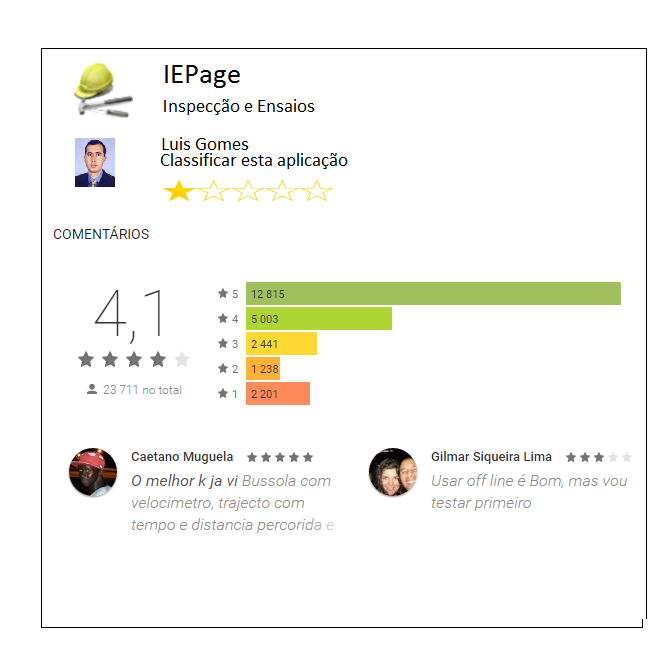 IEPage
Inspecção e Ensaios
Luis Gomes
Classificar esta aplicação
COMENTÁRIOS
4,1
23 711 no total
5 12 815
4 5 003
3 2 441
2 1 238
1 2 201
Caetano Muguela
O melhor k ja vi Bussola com
velocimetro, trajecto com
tempo e distancia percorrida e
Gilmar Siqueira Lima
Usar off line é Bom, mas vou
testar primeiro